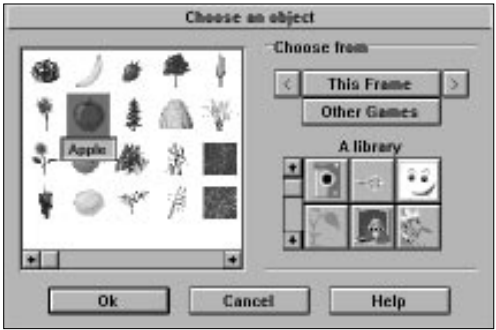 Choose an object
Choose from
< This Frame >
Other Games
Apple
A library
Ok Cancel Help